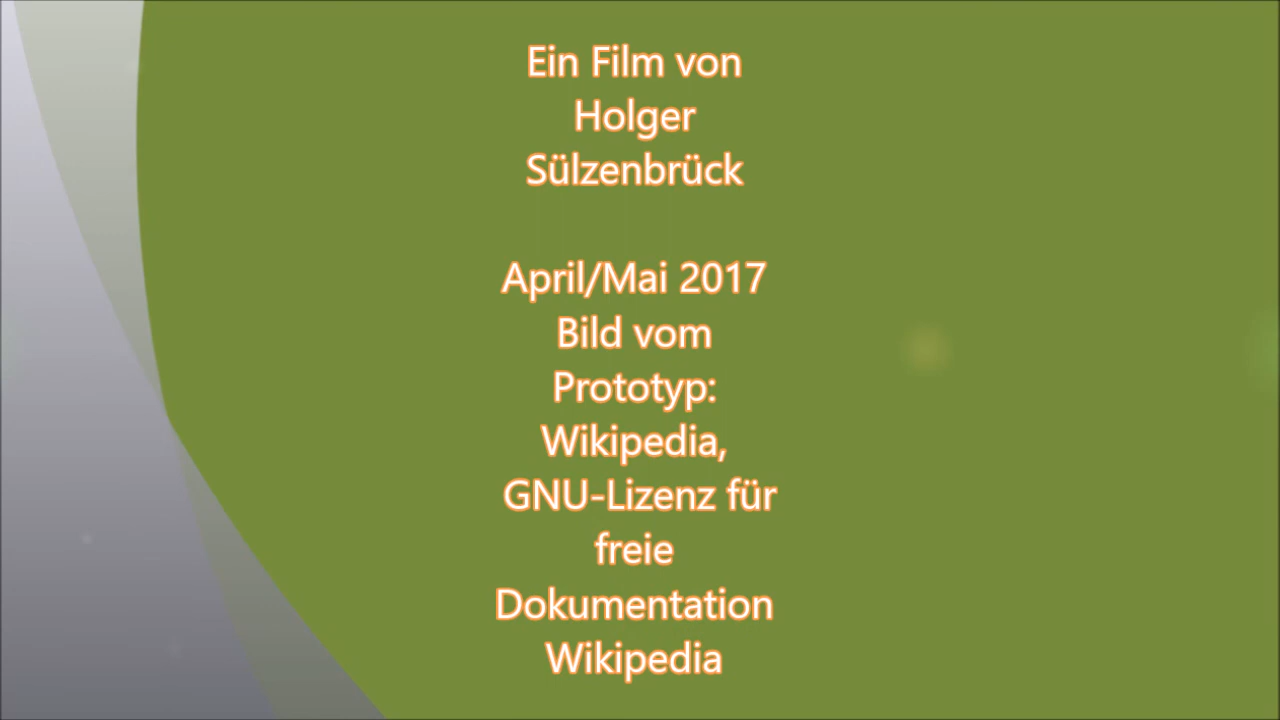 Ein Film von
Holger
Sülzenbrück
April/Mai 2017
Bild vom
Prototyp:
Wikipedia,
GNU-Lizenz für
freie
Dokumentation
Wikipedia